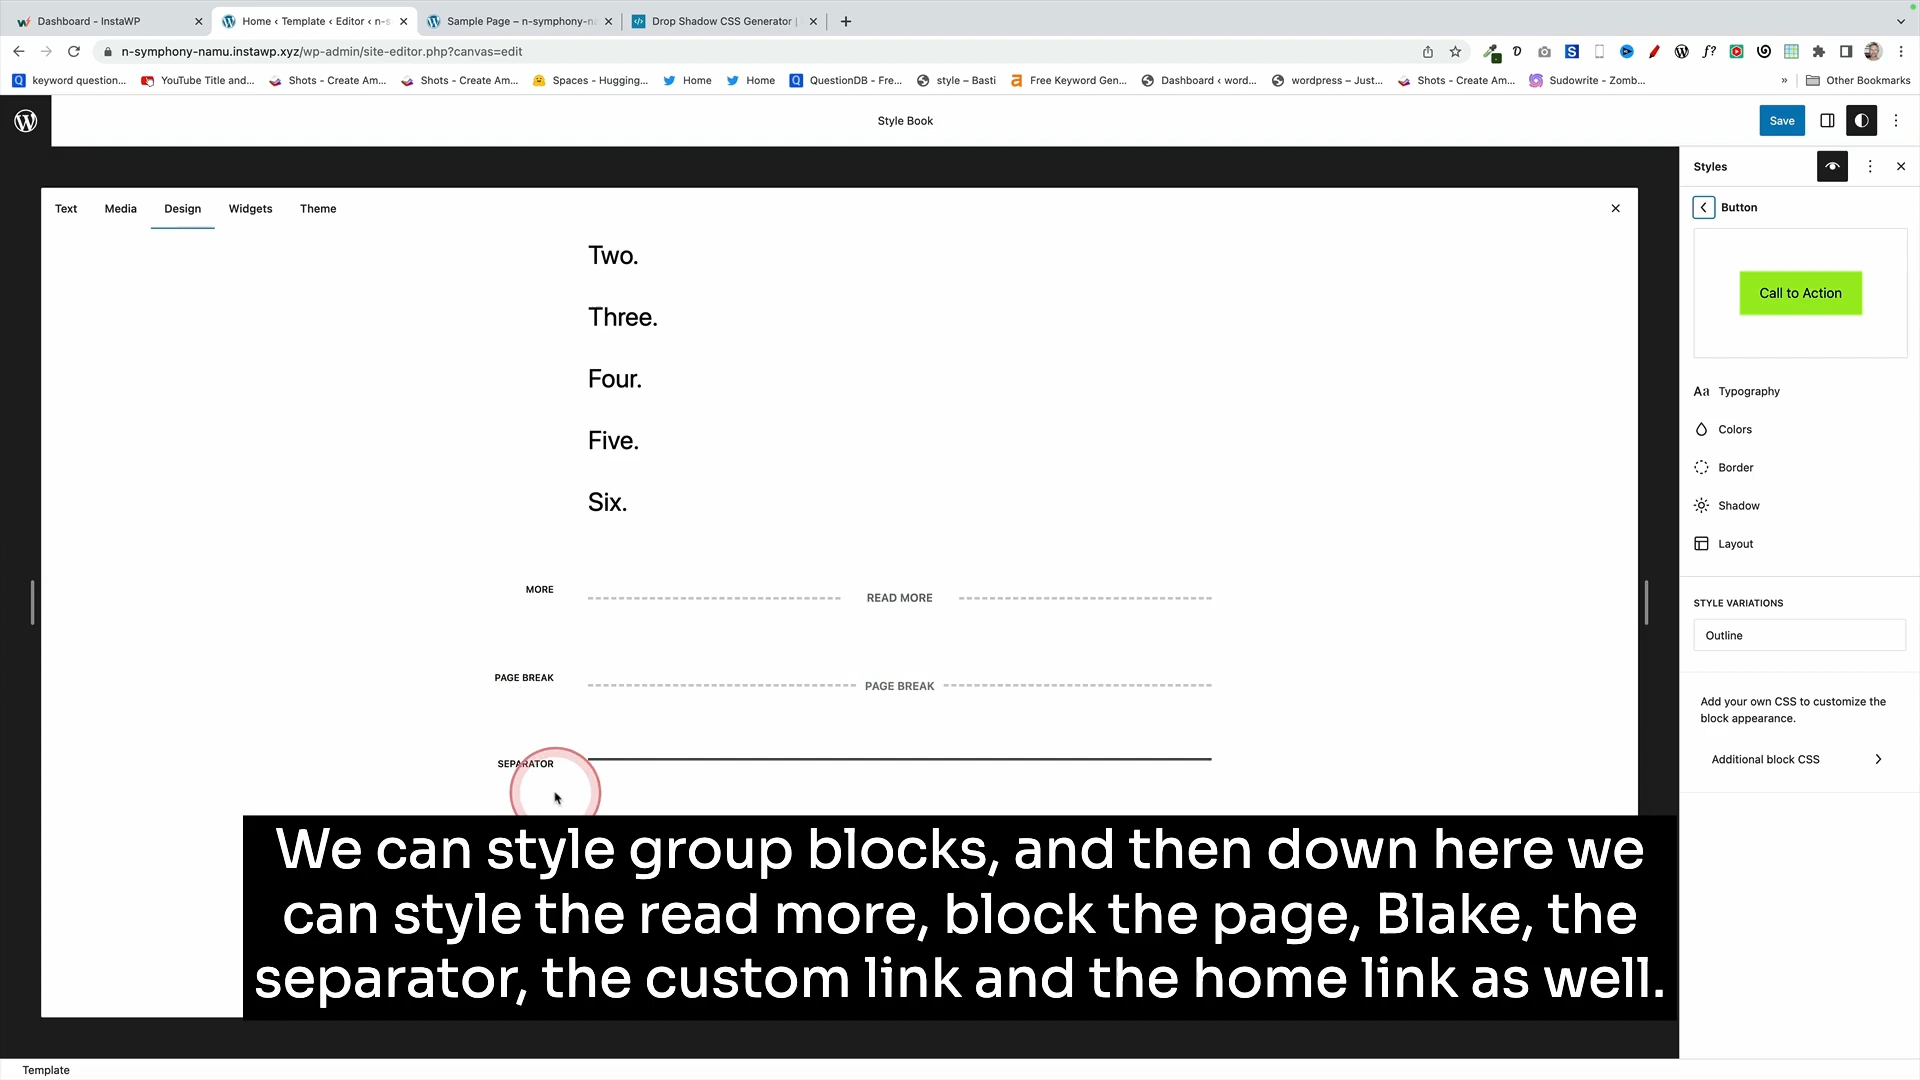 Dashboard - InstaWP
Home ‹ Template ‹ Editor ‹ n-s
Sample Page – n-symphony-na
Drop Shadow CSS Generator |
n-symphony-namu.instawp.xyz/wp-admin/site-editor.php?canvas=edit
keyword question...
YouTube Title and...
Shots - Create Am...
Shots - Create Am...
Spaces - Hugging...
Home
Home
QuestionDB - Fre...
style – Basti
Free Keyword Gen...
Dashboard ‹ word...
wordpress – Just...
Shots - Create Am...
Sudowrite - Zomb...
»
Other Bookmarks
Style Book
Save
Styles
Text
Media
Design
Widgets
Theme
Button
Two.
Three.
Four.
Five.
Six.
MORE
READ MORE
PAGE BREAK
PAGE BREAK
SEPARATOR
Call to Action
Aa Typography
Colors
Border
Shadow
Layout
STYLE VARIATIONS
Outline
Add your own CSS to customize the
block appearance.
Additional block CSS
We can style group blocks, and then down here we
can style the read more, block the page, Blake, the
separator, the custom link and the home link as well.
Template